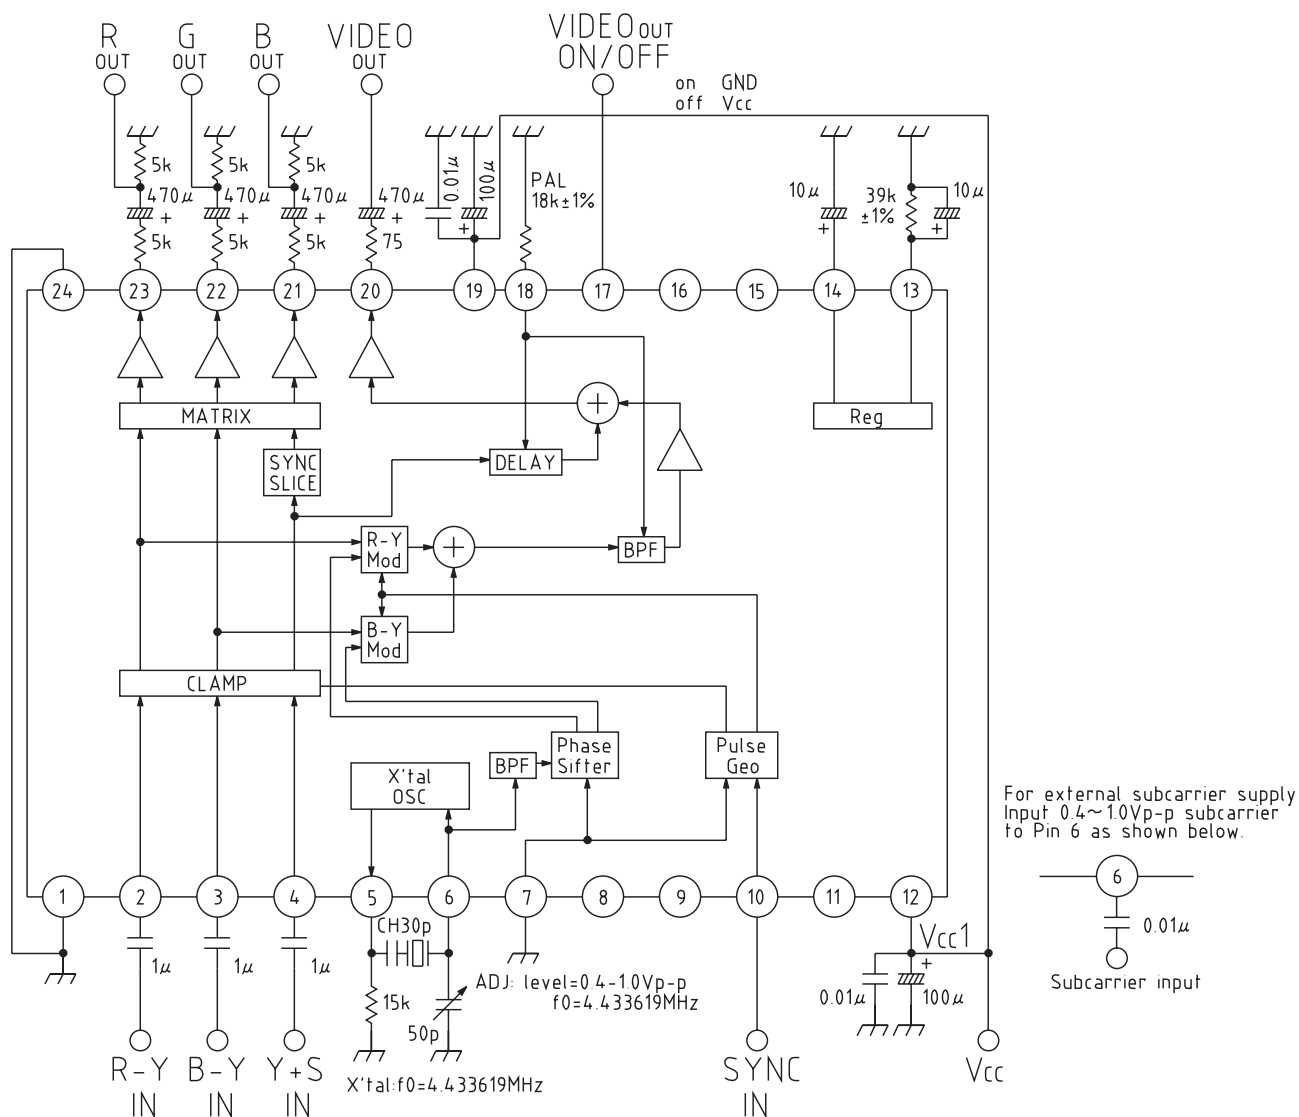 R
OUT
G
OUT
B
OUT
VIDEO
OUT
VIDEO OUT
ON/OFF
on GND
off Vcc
5k
5k
5k
470μ
+
470μ
+
470μ
+
470μ
+
0.01μ
100μ
+
PAL
18k±1%
10μ
+
39k
±1%
10μ
+
5k
5k
5k
75
24
23
22
21
20
19
18
17
16
15
14
13
MATRIX
+
Reg
SYNC
SLICE
DELAY
R-Y
Mod
+
BPF
B-Y
Mod
CLAMP
Phase
Sifter
Pulse
Geo
BPF
X'tal
OSC
For external subcarrier supply
Input 0.4~1.0Vp-p subcarrier
to Pin 6 as shown below.
6
0.01μ
Subcarrier input
1
2
3
4
5
6
7
8
9
10
11
12
1μ
1μ
1μ
CH30p
15k
50p
ADJ: level=0.4-1.0Vp-p
f0=4.433619MHz
Vcc1
0.01μ
+
100μ
R-Y
IN
B-Y
IN
Y+S
IN
X'tal:f0=4.433619MHz
SYNC
IN
Vcc